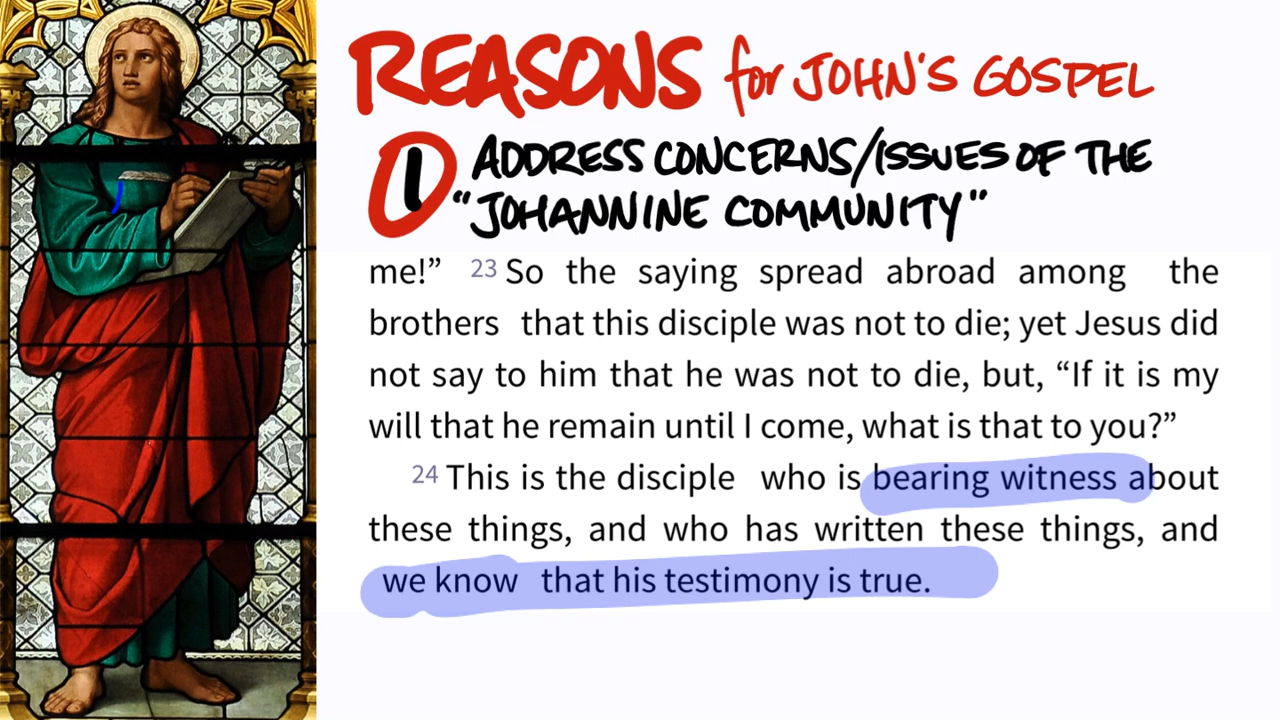 REASONS for JOHN'S GOSPEL
1 ADDRESS CONCERNS/ISSUES OF THE
"JOHANNINE COMMUNITY"
me!” 23 So the saying spread abroad among the
brothers that this disciple was not to die; yet Jesus did
not say to him that he was not to die, but, “If it is my
will that he remain until I come, what is that to you?”
24 This is the disciple who is bearing witness about
these things, and who has written these things, and
we know that his testimony is true.